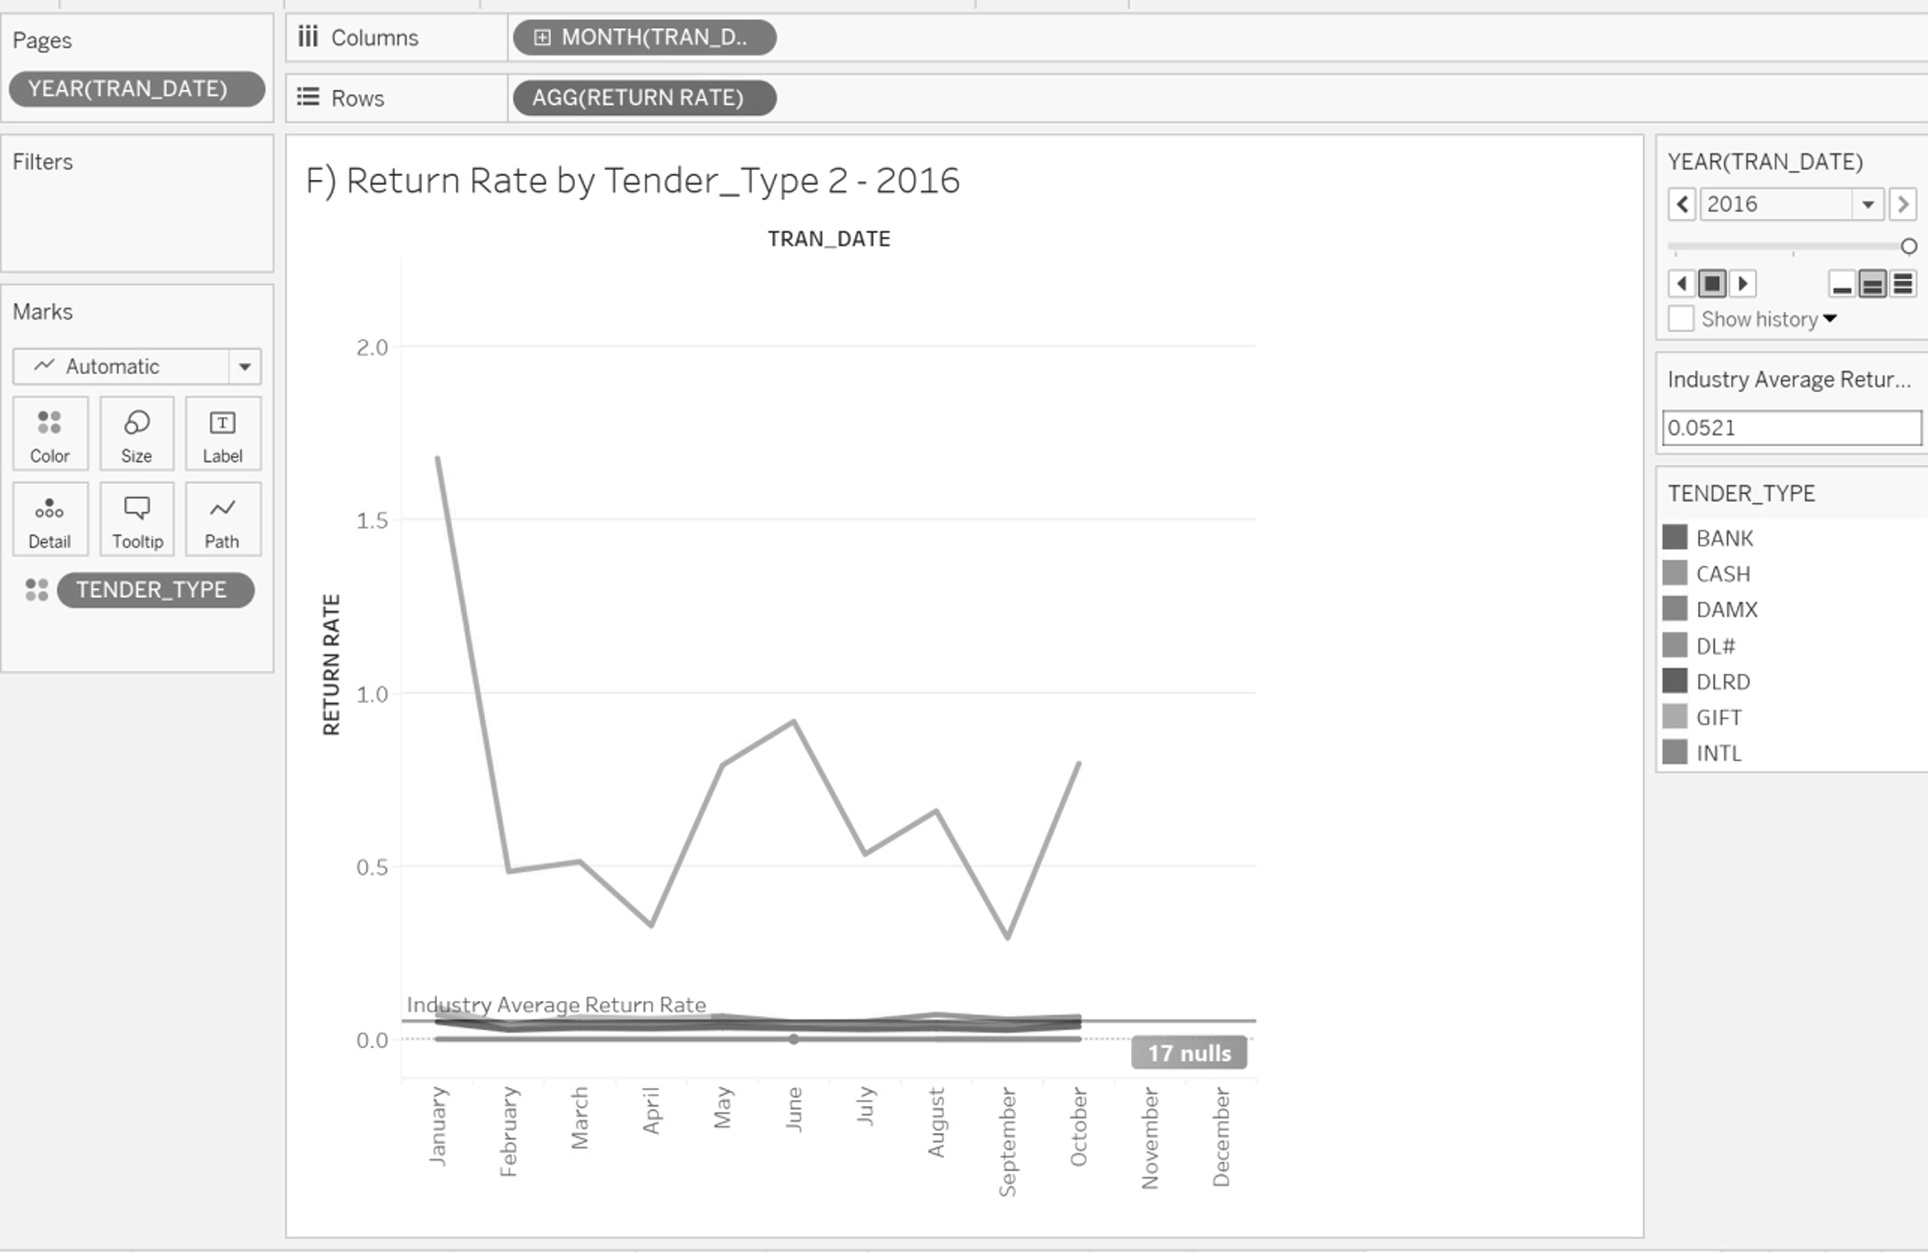 Pages
YEAR(TRAN_DATE)
Columns
MONTH(TRAN_D..
Rows
AGG(RETURN RATE)
Filters
Marks
Automatic
Color
Size
Label
Detail
Tooltip
Path
TENDER_TYPE
F) Return Rate by Tender_Type 2 - 2016
TRAN_DATE
RETURN RATE
2.0
1.5
1.0
0.5
0.0
Industry Average Return Rate
17 nulls
January
February
March
April
May
June
July
August
September
October
November
December
YEAR(TRAN_DATE)
2016
Show history
Industry Average Retur...
0.0521
TENDER_TYPE
BANK
CASH
DAMX
DL#
DLRD
GIFT
INTL